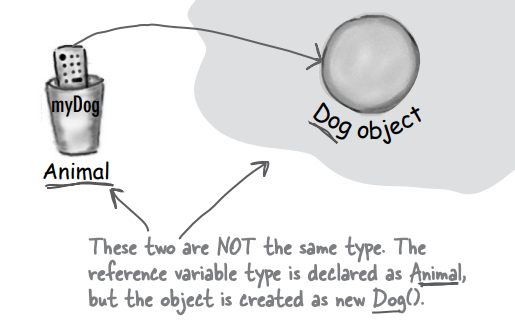 myDog
Animal
Dog object
These two are NOT the same type. The
reference variable type is declared as Animal,
but the object is created as new Dog().